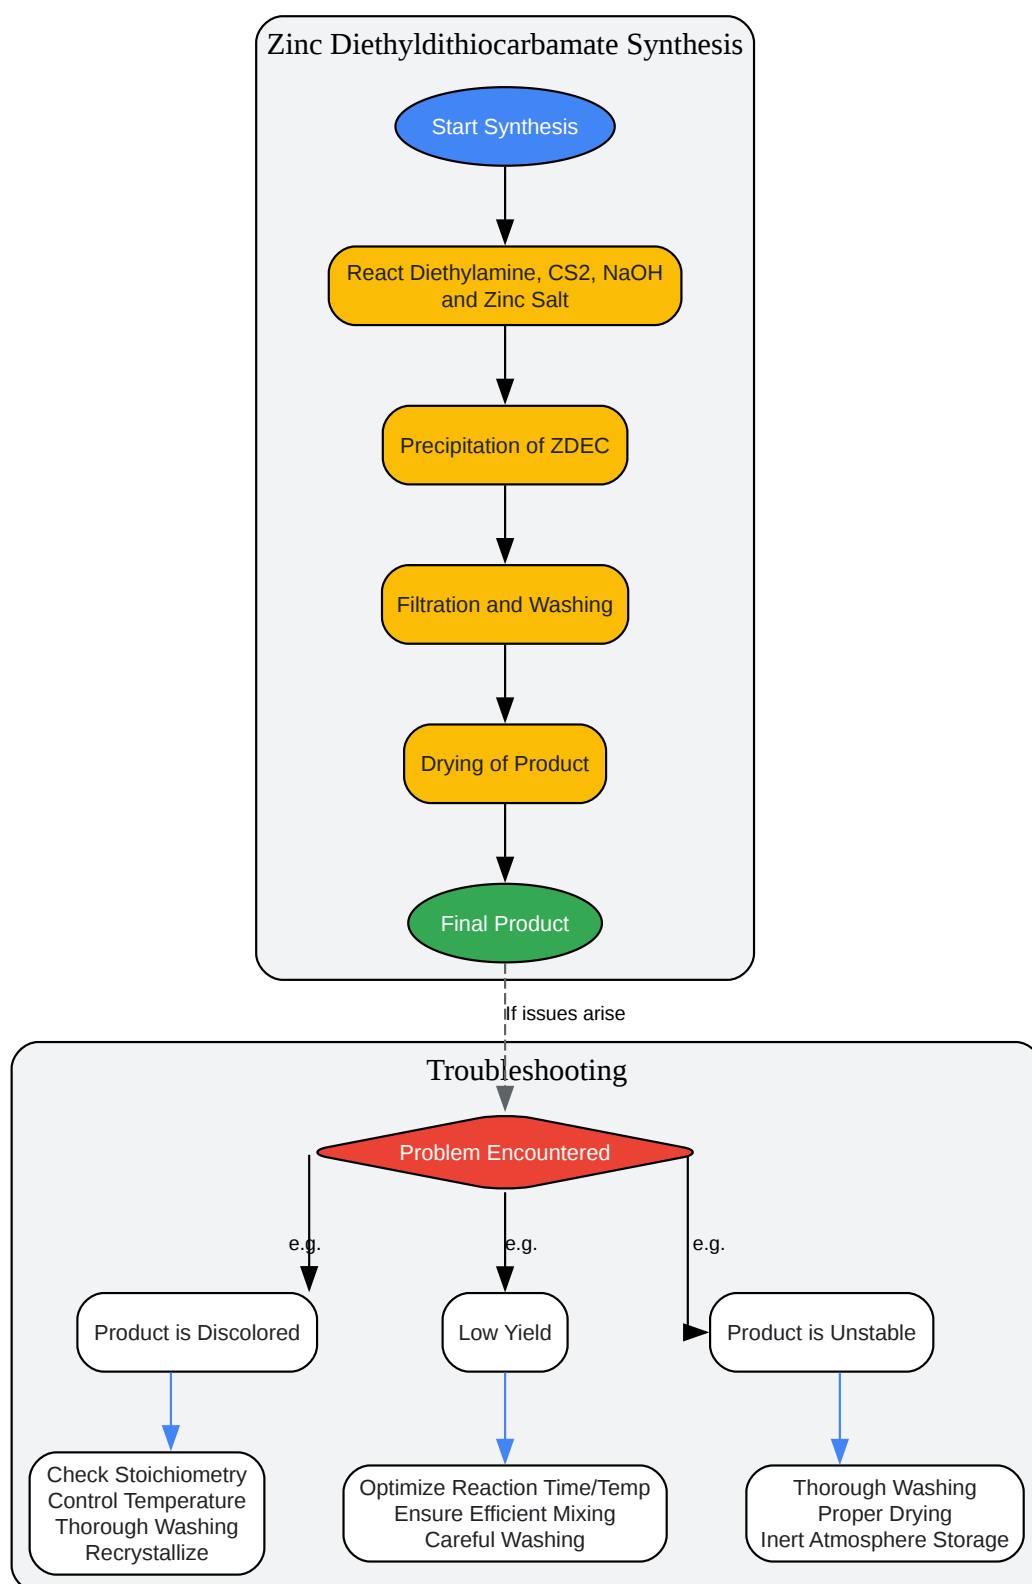 Zinc Diethyldithiocarbamate Synthesis
Start Synthesis
React Diethylamine, CS2, NaOH
and Zinc Salt
Precipitation of ZDEC
Filtration and Washing
Drying of Product
Final Product
If issues arise
Troubleshooting
Problem Encountered
e.g.
e.g.
e.g.
Product is Discolored
Low Yield
Product is Unstable
Check Stoichiometry
Control Temperature
Thorough Washing
Recrystallize
Optimize Reaction Time/Temp
Ensure Efficient Mixing
Careful Washing
Thorough Washing
Proper Drying
Inert Atmosphere Storage